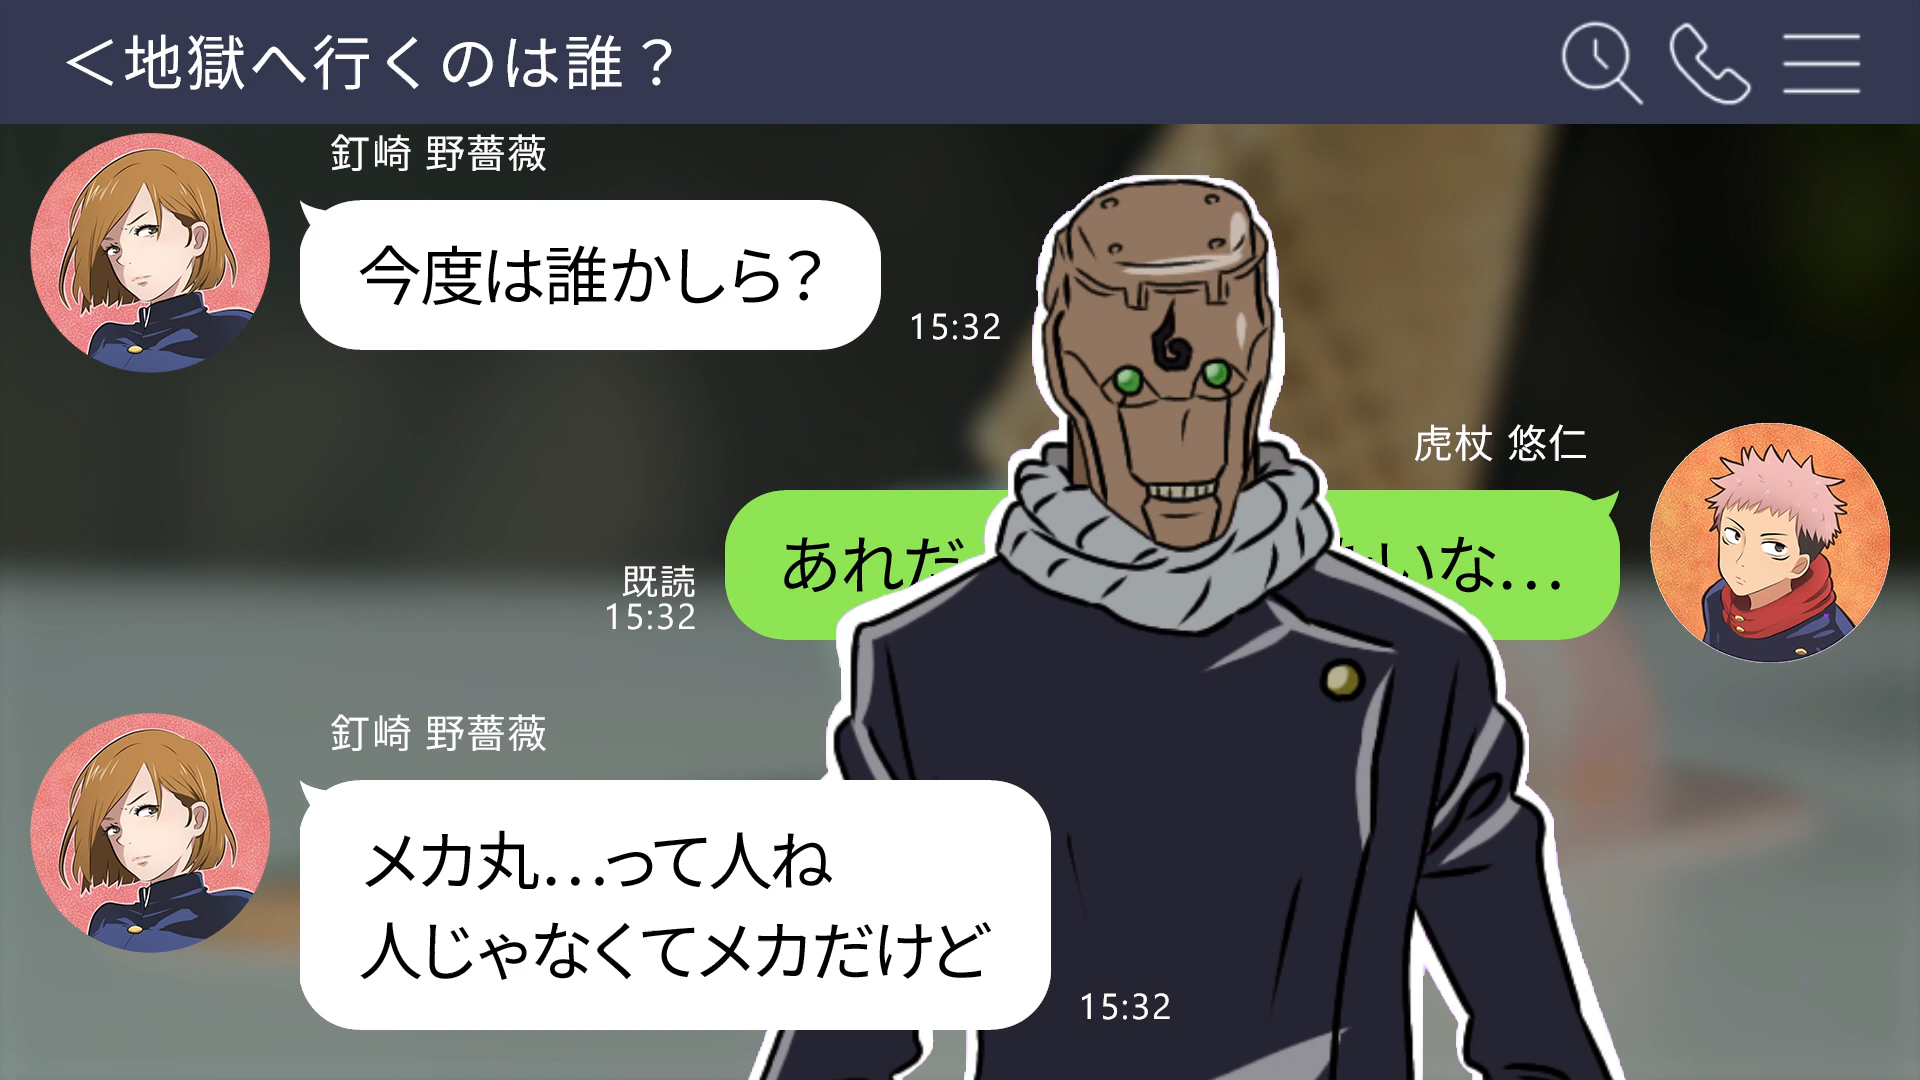 ＜地獄へ行くのは誰？
釘崎 野薔薇
今度は誰かしら？
15:32
虎杖 悠仁
あれだ いな…
既読
15:32
釘崎 野薔薇
メカ丸…って人ね
人じゃなくてメカだけど
15:32